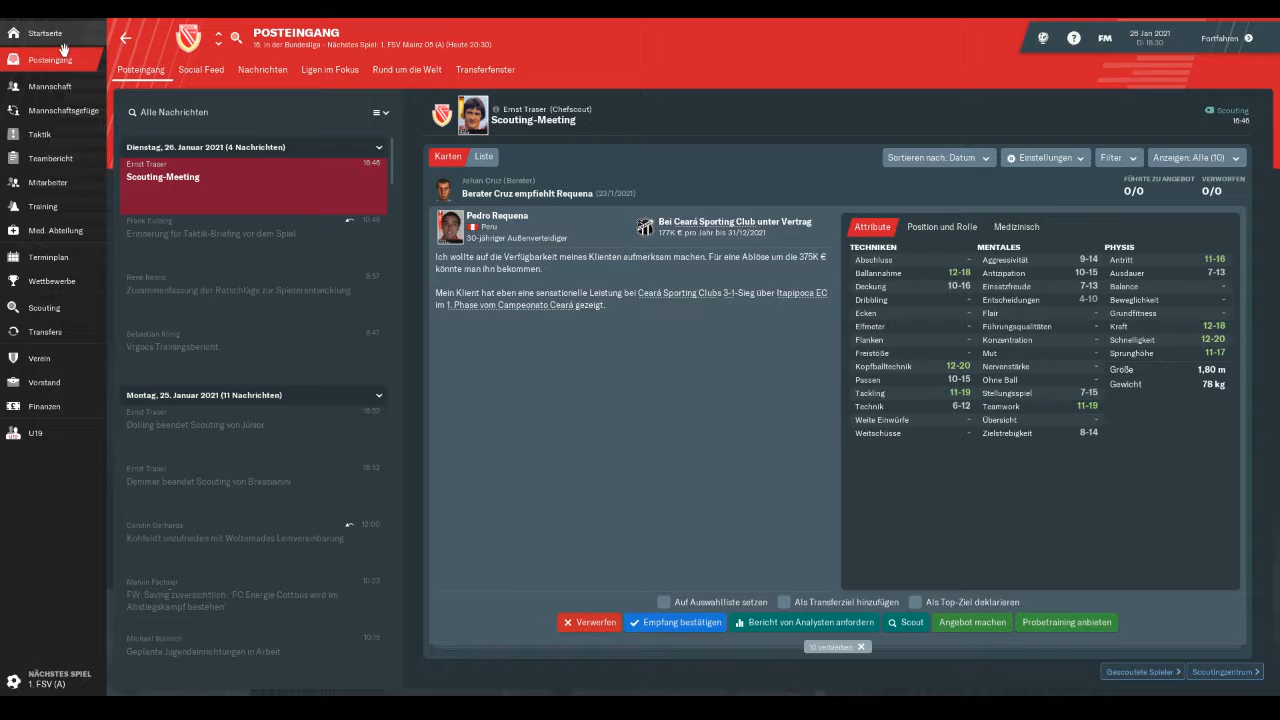 Startseite
Posteingang
Mannschaft
Mannschaftsgefüge
Taktik
Teambericht
Mitarbeiter
Training
Med. Abteilung
Terminplan
Wettbewerbe
Scouting
Transfers
Verein
Vorstand
Finanzen
U19
U19
NÄCHSTES SPIEL
1. FSV (A)
POSTEINGANG
16. in der Bundesliga - Nächstes Spiel: 1. FSV Mainz 05 (A) (Heute 20:30)
FM
26 Jan 2021
Di 18:30
Fortfahren
Posteingang
Social Feed
Nachrichten
Ligen im Fokus
Rund um die Welt
Transferfenster
Alle Nachrichten
Dienstag, 26. Januar 2021 (4 Nachrichten)
Ernst Traser 16:46
Scouting-Meeting
Frank Eulberg 10:48
Erinnerung für Taktik-Briefing vor dem Spiel
René Renno 8:57
Zusammenfassung der Ratschläge zur Spielerentwicklung
Sebastian König 8:47
Vrgocs Trainingsbericht
Montag, 25. Januar 2021 (11 Nachrichten)
Ernst Traser 18:52
Dolling beendet Scouting von Júnior
Ernst Traser 18:52
Demmer beendet Scouting von Brescianini
Carolin Gerhards 13:00
Kohfeldt unzufrieden mit Woltemades Leihvereinbarung
Marvin Fachner 10:23
FW: Saving zuversichtlich: 'FC Energie Cottbus wird im
Abstiegskampf bestehen'
Michael Wahlich 10:15
Geplante Jugendeinrichtungen in Arbeit
Ernst Traser (Chefscout)
Scouting-Meeting
Scouting
16:46
Karten
Liste
Sortieren nach: Datum
Einstellungen
Filter
Anzeigen: Alle (10)
Johan Cruz (Berater)
Berater Cruz empfiehlt Requena (23/1/2021)
FÜHRTE ZU ANGEBOT
0/0
VERWORFEN
0/0
Pedro Requena
Peru
30-jähriger Außenverteidiger
Bei Ceará Sporting Club unter Vertrag
177K € pro Jahr bis 31/12/2021
Ich wollte auf die Verfügbarkeit meines Klienten aufmerksam machen. Für eine Ablöse um die 375K €
könnte man ihn bekommen.
Mein Klient hat eben eine sensationelle Leistung bei Ceará Sporting Clubs 3-1-Sieg über Itapipoca EC
im 1. Phase vom Campeonato Ceará gezeigt.
Attribute
Position und Rolle
Medizinisch
TECHNIKEN
Abschluss -
Ballannahme 12-18
Deckung 10-16
Dribbling -
Ecken -
Elfmeter -
Flanken -
Freistöße -
Kopfballtechnik 12-20
Passen 10-15
Tackling 11-19
Technik 6-12
Weite Einwürfe -
Weitschüsse -
MENTALES
Aggressivität 9-14
Antizipation 10-15
Einsatzfreude 7-13
Entscheidungen 4-10
Flair -
Führungsqualitäten -
Konzentration -
Mut -
Nervenstärke -
Ohne Ball -
Stellungsspiel 7-15
Teamwork 11-19
Übersicht -
Zielstrebigkeit 8-14
PHYSIS
Antritt 11-16
Ausdauer 7-13
Balance -
Beweglichkeit -
Grundfitness -
Kraft 12-18
Schnelligkeit 12-20
Sprunghöhe 11-17
Größe 1,80 m
Gewicht 78 kg
Auf Auswahlliste setzen
Als Transferziel hinzufügen
Als Top-Ziel deklarieren
Verwerfen
Empfang bestätigen
Bericht von Analysten anfordern
Scout
Angebot machen
Probetraining anbieten
10 verbleiben:
Gescoutete Spieler
Scoutingzentrum